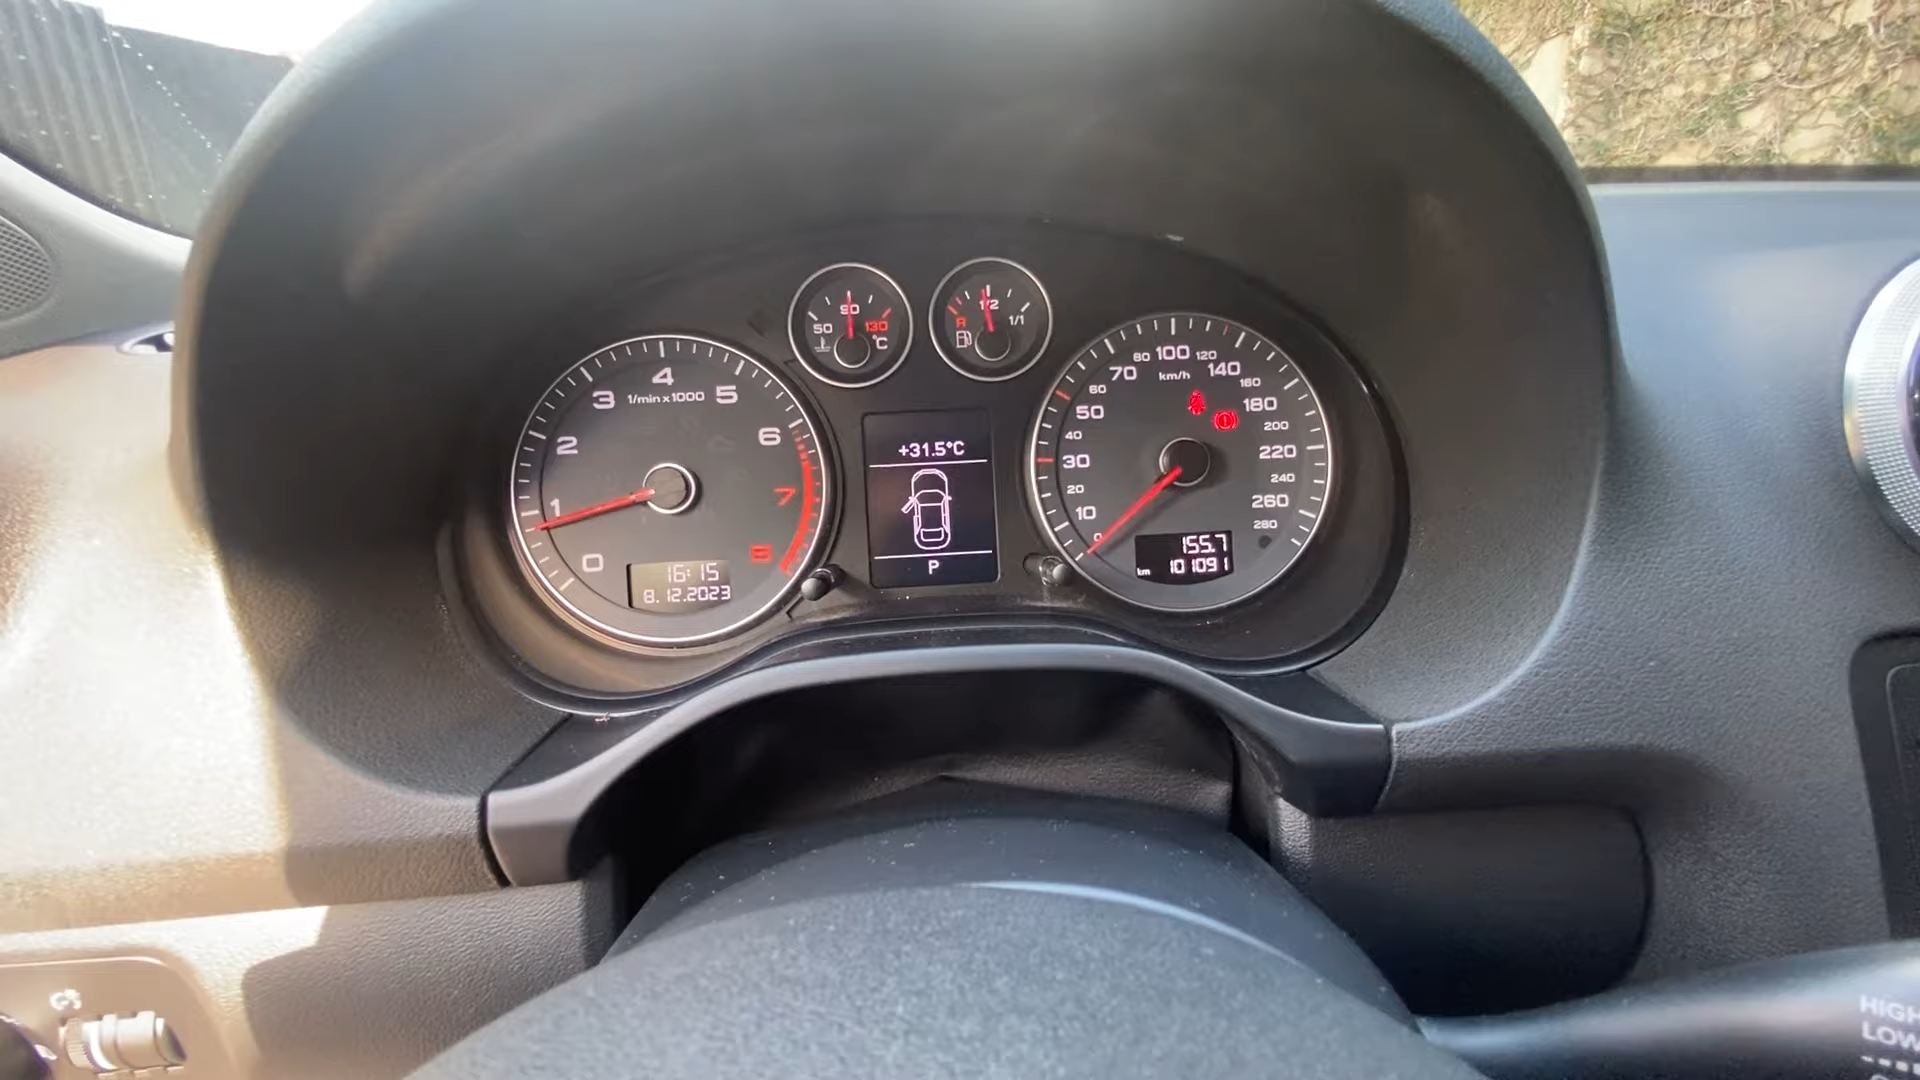 50 90 130
°C
R 1/2 1/1
0 1 2 3 4 5 6 7 8
1/min x 1000
16:15
8.12.2023
+31.5°C
P
0 10 20 30 40 50 60 70 80 100 120 140 160 180 200 220 240 260 280
km/h
155.7
km 101091
HIGH
LOW